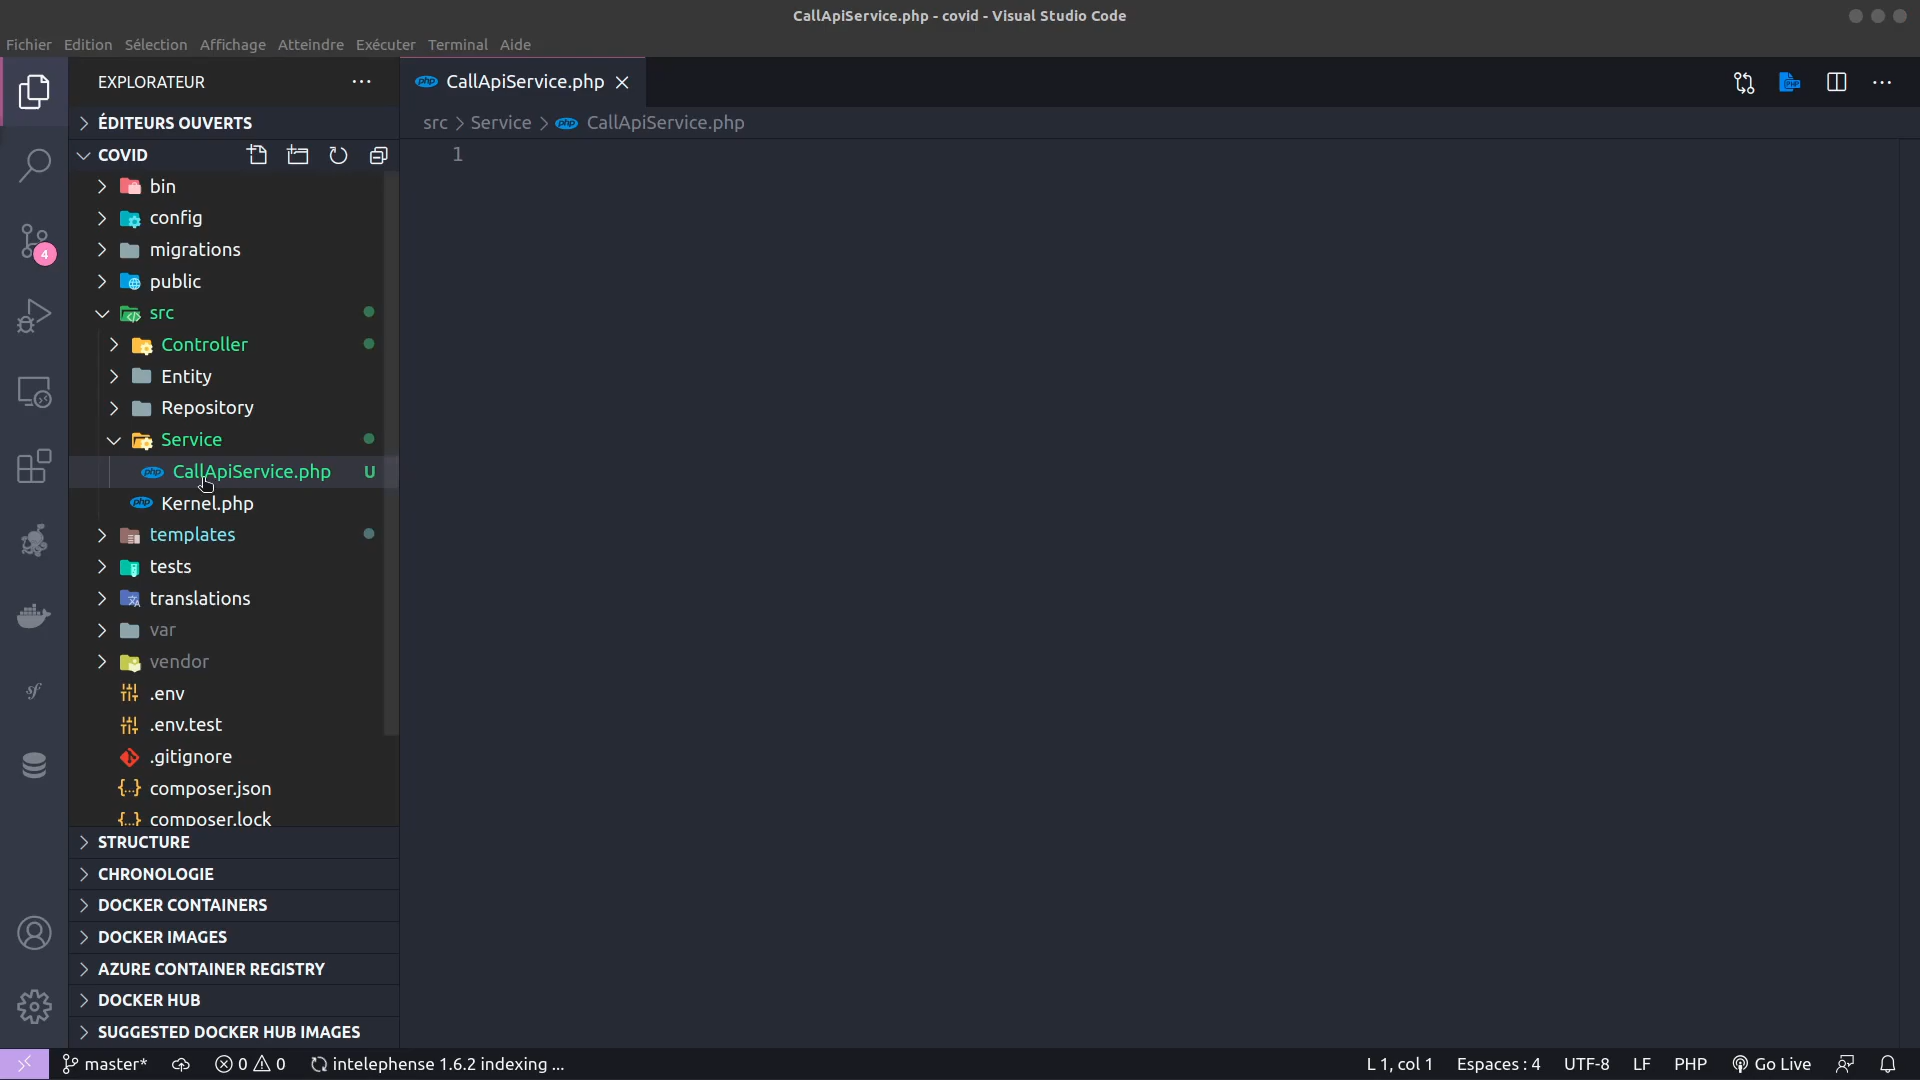 CallApiService.php - covid - Visual Studio Code
Fichier Edition Sélection Affichage Atteindre Exécuter Terminal Aide
EXPLORATEUR
ÉDITEURS OUVERTS
COVID
bin
config
migrations
public
src
Controller
Entity
Repository
Service
CallApiService.php U
Kernel.php
templates
tests
translations
var
vendor
.env
.env.test
.gitignore
composer.json
composer.lock
STRUCTURE
CHRONOLOGIE
DOCKER CONTAINERS
DOCKER IMAGES
AZURE CONTAINER REGISTRY
DOCKER HUB
SUGGESTED DOCKER HUB IMAGES
4
sf
php CallApiService.php
src > Service > php CallApiService.php
1
master* 0 0 intelephense 1.6.2 indexing ... L 1, col 1 Espaces : 4 UTF-8 LF PHP Go Live